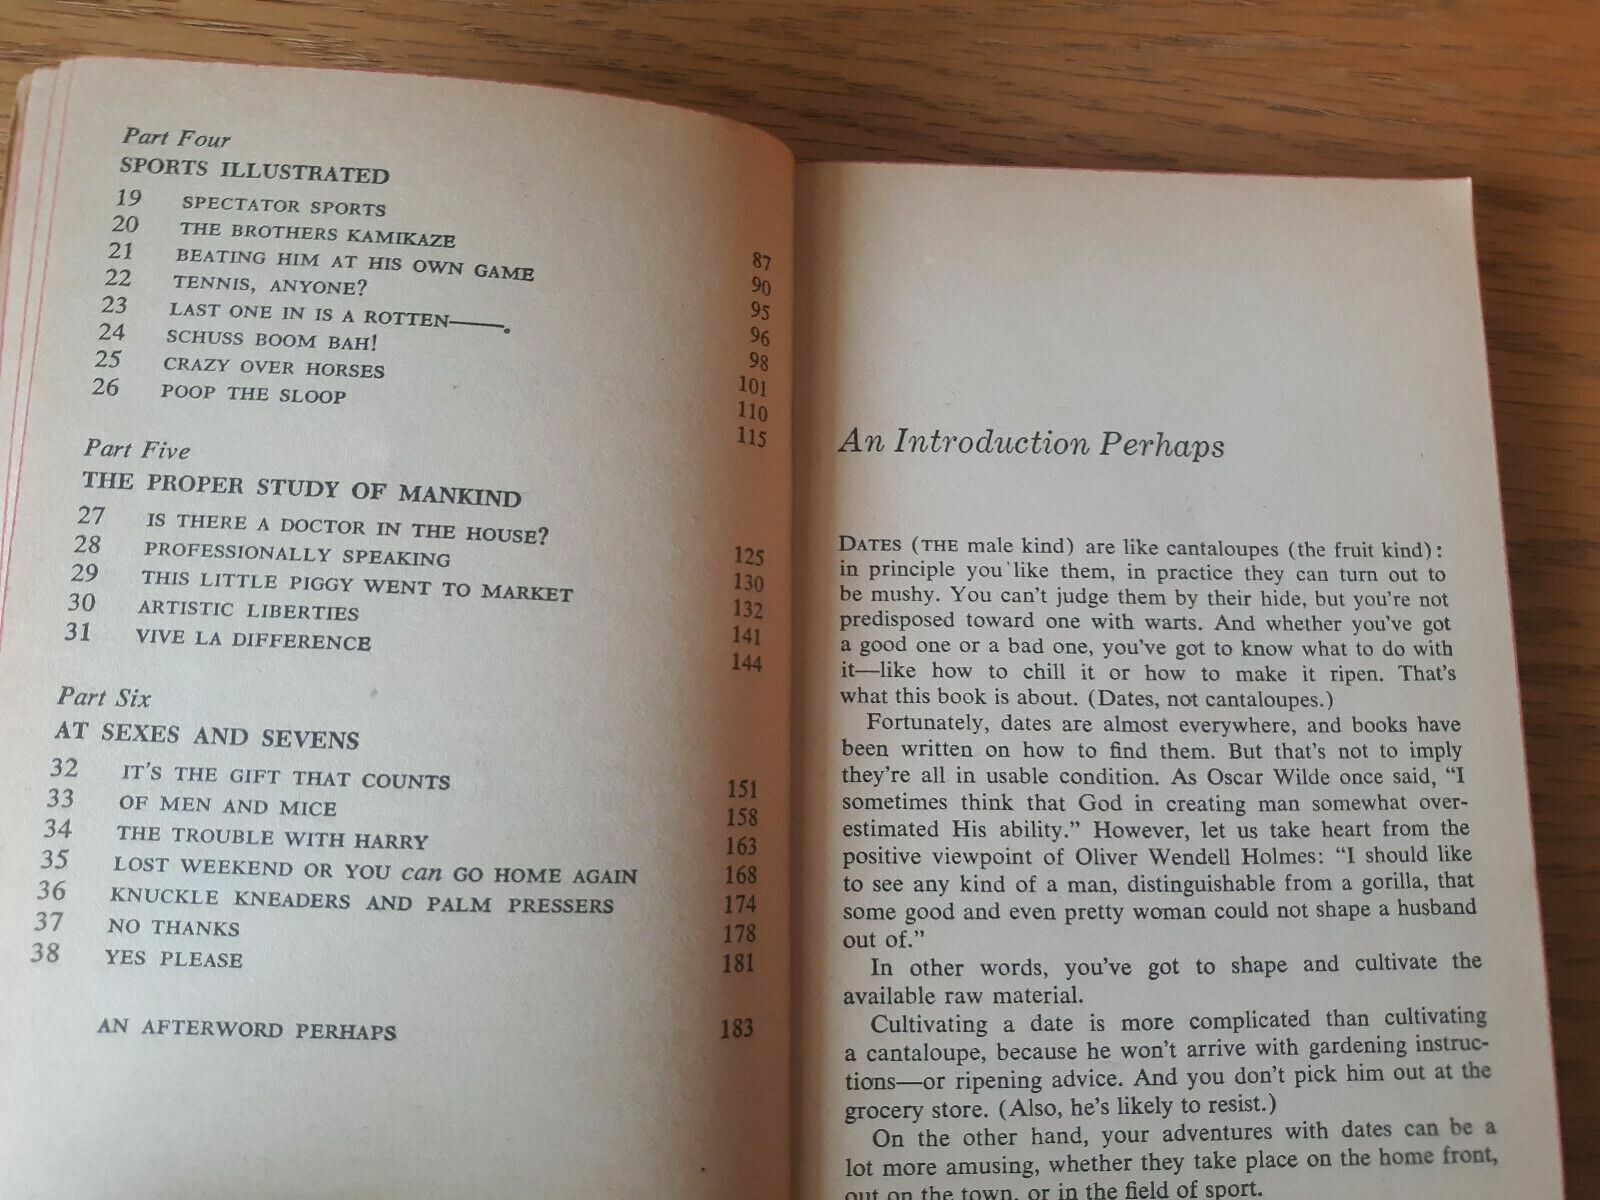 Part Four
SPORTS ILLUSTRATED
19 SPECTATOR SPORTS 87
20 THE BROTHERS KAMIKAZE 90
21 BEATING HIM AT HIS OWN GAME 95
22 TENNIS, ANYONE? 96
23 LAST ONE IN IS A ROTTEN——. 98
24 SCHUSS BOOM BAH! 101
25 CRAZY OVER HORSES 110
26 POOP THE SLOOP 115
Part Five
THE PROPER STUDY OF MANKIND
27 IS THERE A DOCTOR IN THE HOUSE? 125
28 PROFESSIONALLY SPEAKING 130
29 THIS LITTLE PIGGY WENT TO MARKET 132
30 ARTISTIC LIBERTIES 141
31 VIVE LA DIFFERENCE 144
Part Six
AT SEXES AND SEVENS
32 IT'S THE GIFT THAT COUNTS 151
33 OF MEN AND MICE 158
34 THE TROUBLE WITH HARRY 163
35 LOST WEEKEND OR YOU can GO HOME AGAIN 168
36 KNUCKLE KNEADERS AND PALM PRESSERS 174
37 NO THANKS 178
38 YES PLEASE 181
AN AFTERWORD PERHAPS 183
An Introduction Perhaps
DATES (THE male kind) are like cantaloupes (the fruit kind):
in principle you like them, in practice they can turn out to
be mushy. You can't judge them by their hide, but you're not
predisposed toward one with warts. And whether you've got
a good one or a bad one, you've got to know what to do with
it—like how to chill it or how to make it ripen. That's
what this book is about. (Dates, not cantaloupes.)
Fortunately, dates are almost everywhere, and books have
been written on how to find them. But that's not to imply
they're all in usable condition. As Oscar Wilde once said, "I
sometimes think that God in creating man somewhat over-
estimated His ability." However, let us take heart from the
positive viewpoint of Oliver Wendell Holmes: "I should like
to see any kind of a man, distinguishable from a gorilla, that
some good and even pretty woman could not shape a husband
out of."
In other words, you've got to shape and cultivate the
available raw material.
Cultivating a date is more complicated than cultivating
a cantaloupe, because he won't arrive with gardening instruc-
tions—or ripening advice. And you don't pick him out at the
grocery store. (Also, he's likely to resist.)
On the other hand, your adventures with dates can be a
lot more amusing, whether they take place on the home front,
out on the town, or in the field of sport.